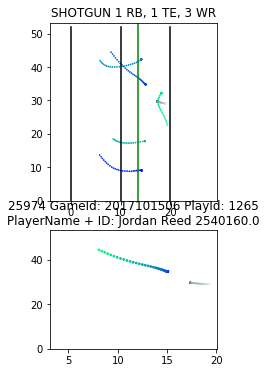 SHOTGUN 1 RB, 1 TE, 3 WR
50
40
30
20
10
0
0 10 20
25974 GameId: 2017101506 PlayId: 1265
PlayerName + ID: Jordan Reed 2540160.0
40
20
0
5 10 15 20